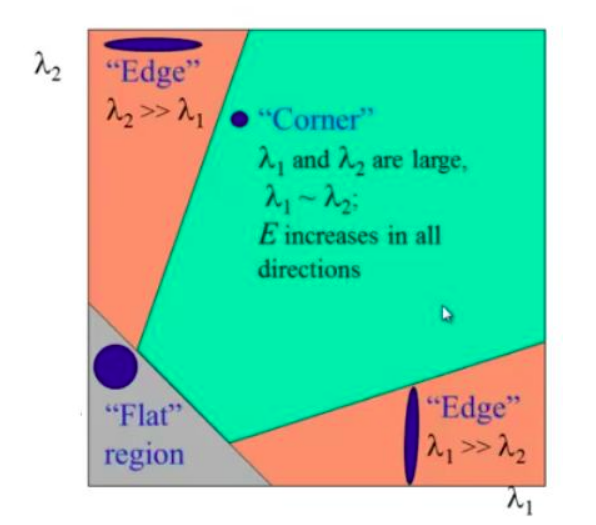 λ₂
“Edge”
λ₂ >> λ₁
“Corner”
λ₁ and λ₂ are large,
λ₁ ~ λ₂;
E increases in all
directions
“Flat”
region
“Edge”
λ₁ >> λ₂
λ₁